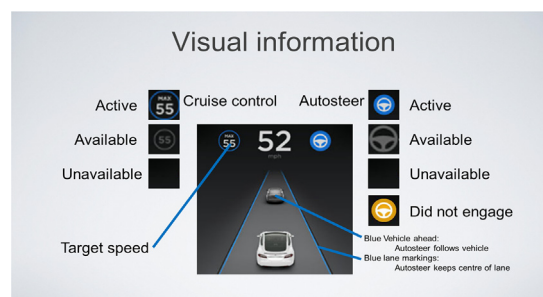 Visual information
Active
MAX
55
Cruise control
Autosteer
Active
Available
55
MAX
55
52
mph
Available
Unavailable
Unavailable
Did not engage
Target speed
Blue Vehicle ahead:
Autosteer follows vehicle
Blue lane markings:
Autosteer keeps centre of lane